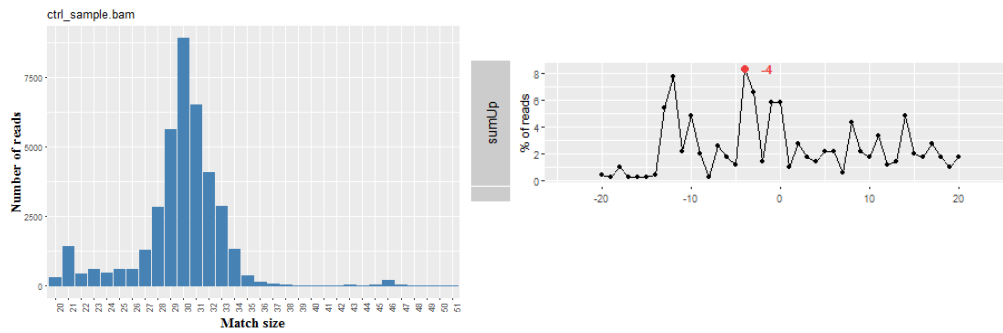 ctrl_sample.bam
Number of reads
7500
5000
2500
0
20 21 22 23 24 25 26 27 28 29 30 31 32 33 34 35 36 37 38 39 40 41 42 43 44 45 46 47 48 49 50 51
Match size
sumUp
% of reads
8
6
4
2
0
-4
-20 -10 0 10 20